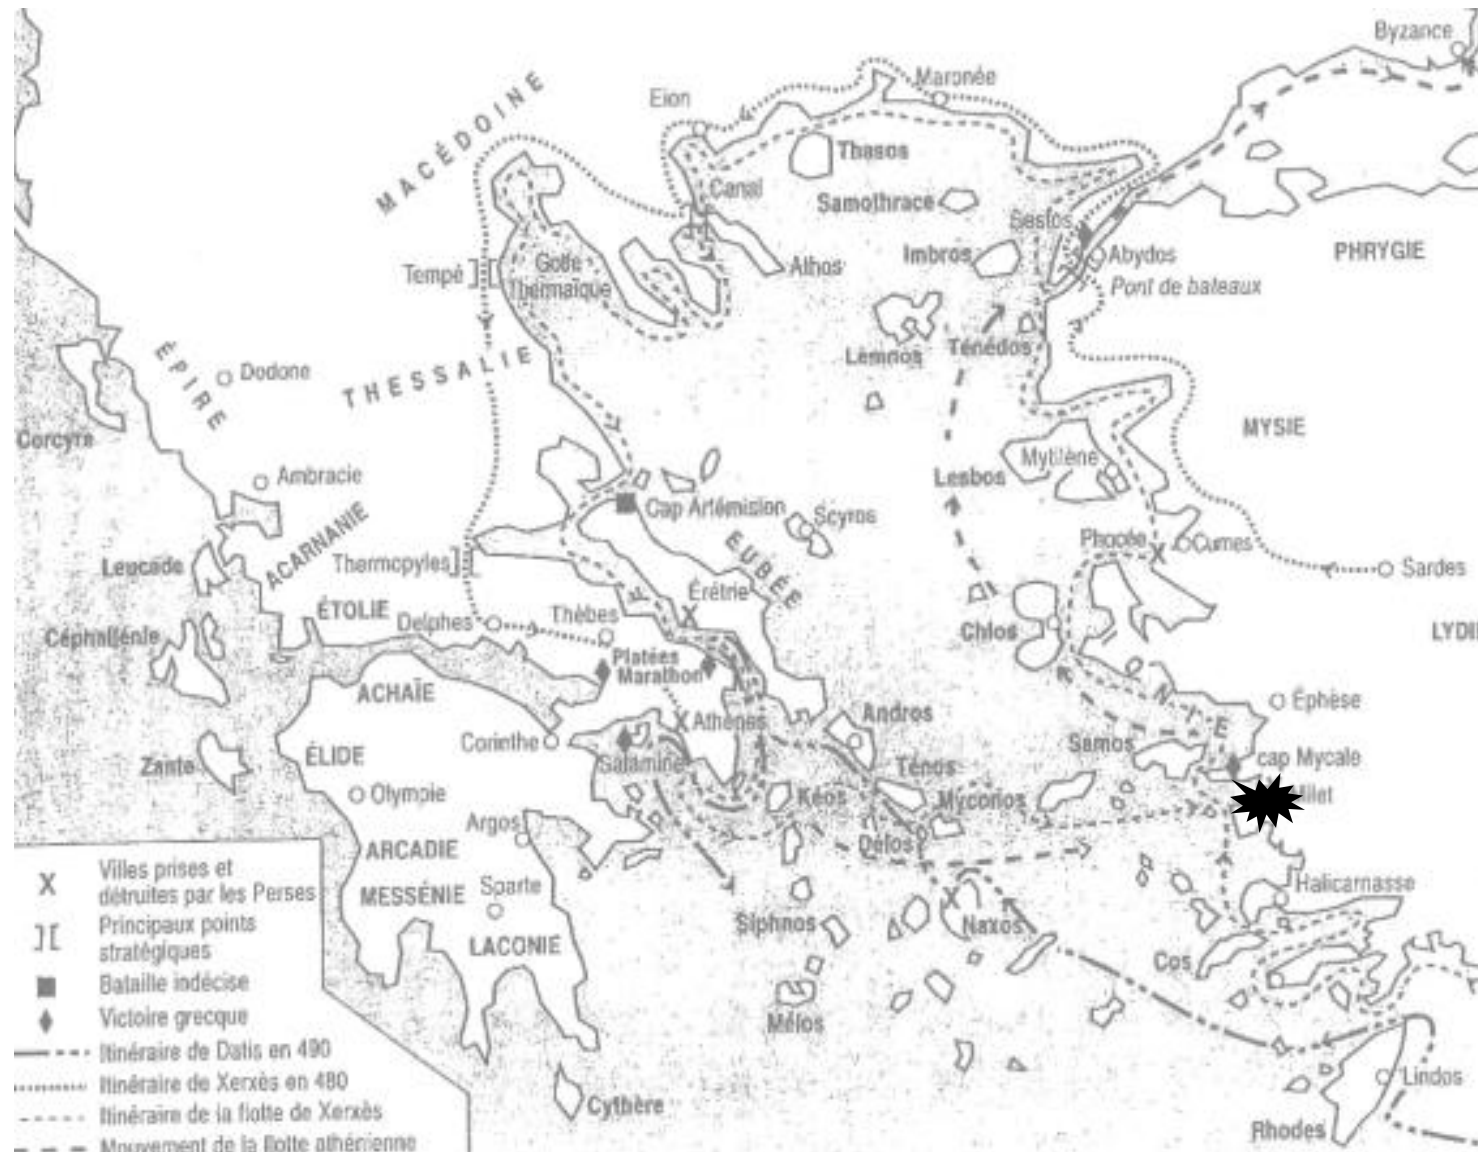 Byzance
Maronée
Eion
MACÉDOINE
Thasos
Canal
Samothrace
Sestos
Imbros
PHRYGIE
Tempé
Golfe
Thermaïque
Athos
Abydos
Pont de bateaux
Lemnos
Ténédos
ÉPIRE
Dodone
THESSALIE
Corcyre
MYSIE
Mytilène
Lesbos
Ambracie
Cap Artémision
Scyros
ACARNANIE
EUBÉE
Phocée
Cumes
Leucade
Thermopyles
Sardes
Érétrie
ÉTOLIE
Delphes
Thèbes
Chios
LYDI
Céphallénie
Platées
Marathon
ACHAÏE
IONIE
Éphèse
Athènes
Andros
Corinthe
Samos
ÉLIDE
Salamine
cap Mycale
Zante
Ténos
Olympie
Kéos
Myconos
ilet
Argos
Délos
ARCADIE
MESSÉNIE
Sparte
Halicarnasse
Siphnos
Naxos
LACONIE
Cos
Mélos
Lindos
Cythère
Rhodes
X Villes prises et
détruites par les Perses
][ Principaux points
stratégiques
Bataille indécise
Victoire grecque
Itinéraire de Datis en 490
Itinéraire de Xerxès en 480
Itinéraire de la flotte de Xerxès
Mouvement de la flotte athénienne